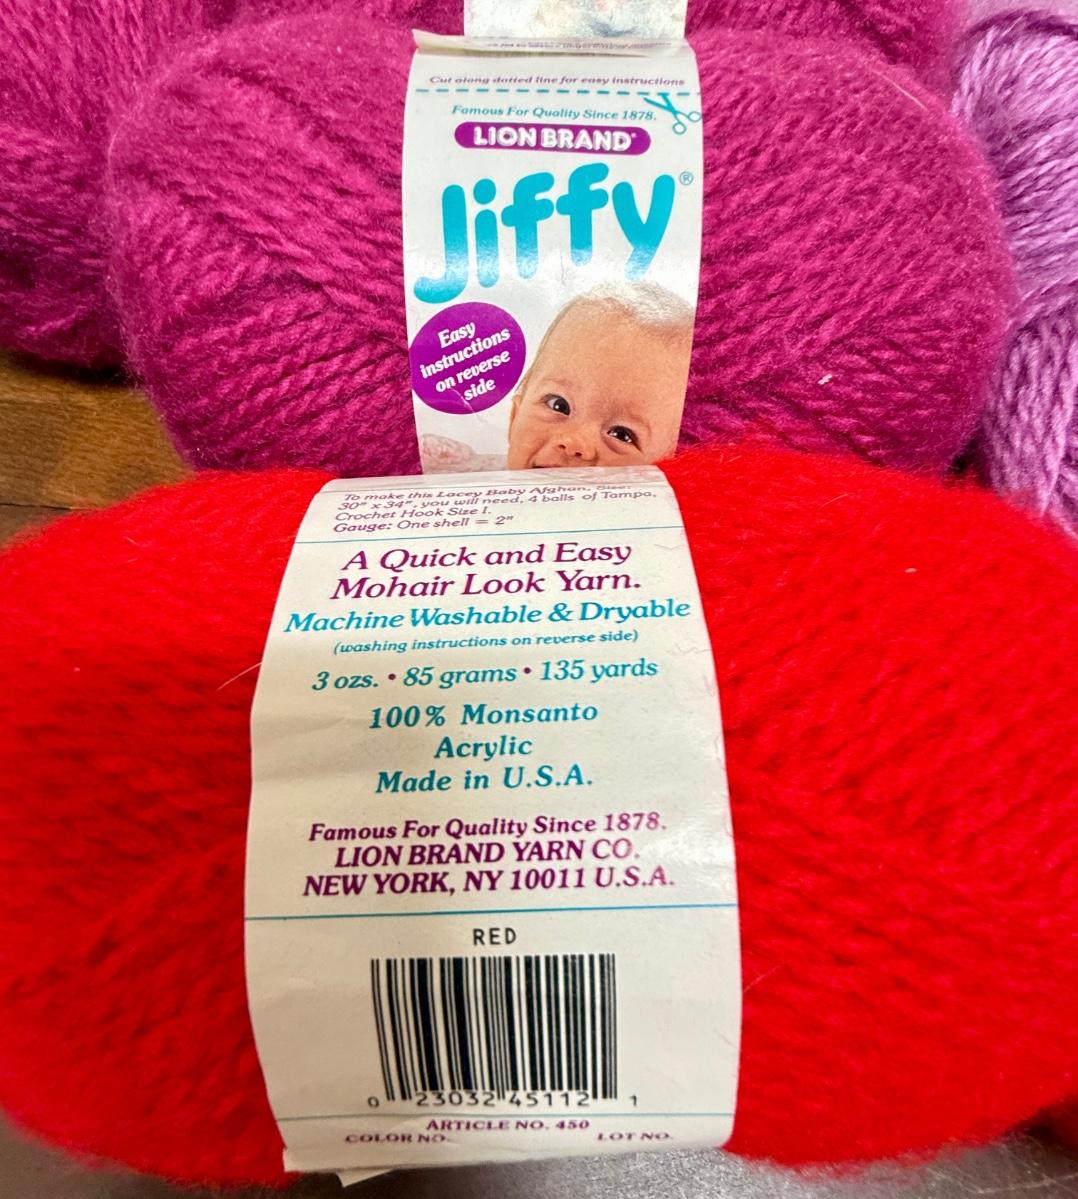 Cut along dotted line for easy instructions
Famous For Quality Since 1878.
LION BRAND®
Jiffy®
Easy
instructions
on reverse
side
To make this Lacey Baby Afghan, Size:
30" x 34", you will need, 4 balls of Tampa,
Crochet Hook Size I.
Gauge: One shell = 2"
A Quick and Easy
Mohair Look Yarn.
Machine Washable & Dryable
(washing instructions on reverse side)
3 ozs. • 85 grams • 135 yards
100% Monsanto
Acrylic
Made in U.S.A.
Famous For Quality Since 1878.
LION BRAND YARN CO.
NEW YORK, NY 10011 U.S.A.
RED
0 23032 45112 1
ARTICLE NO. 450
COLOR NO. LOT NO.